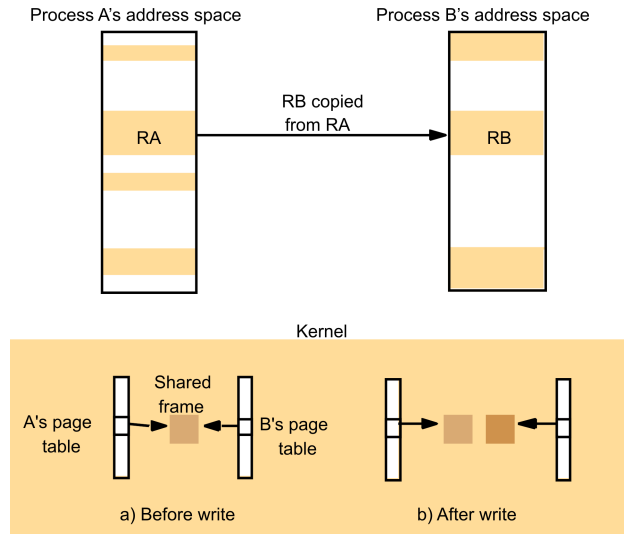 Process A’s address space
Process B’s address space
RB copied
from RA
RA
RB
Kernel
Shared
frame
A's page
table
B's page
table
a) Before write
b) After write